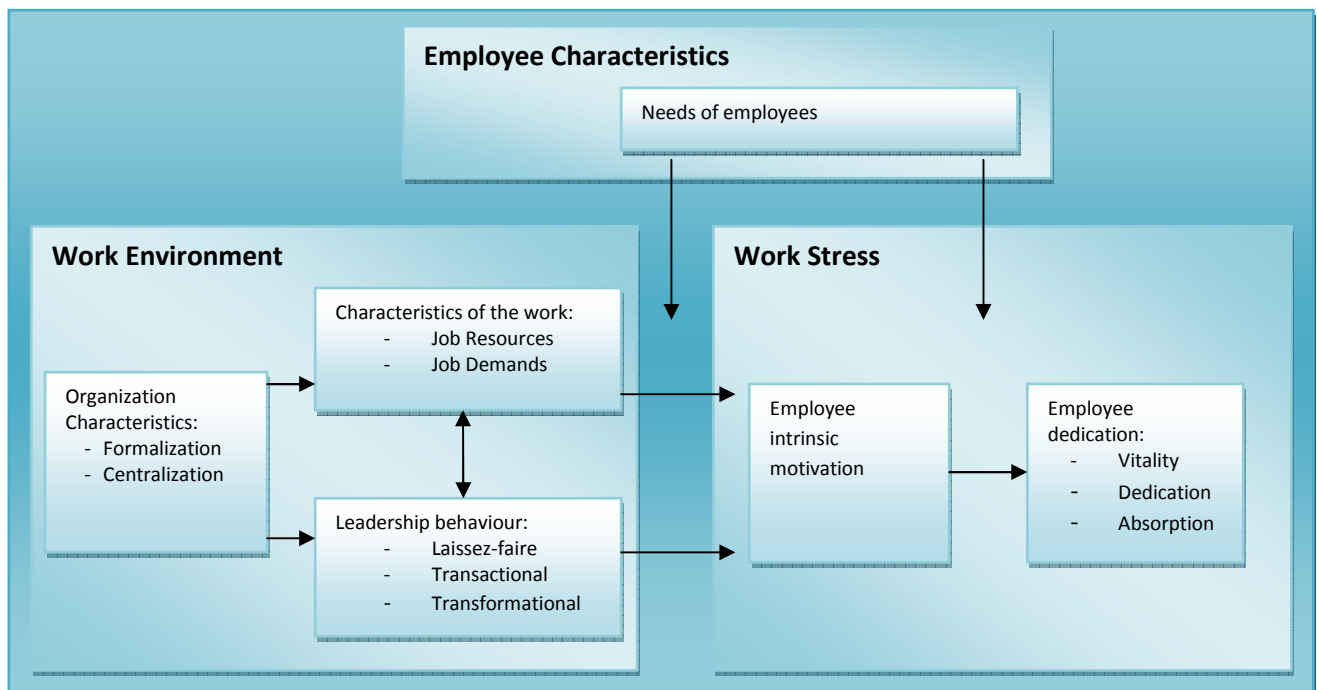 Employee Characteristics
Needs of employees
Work Environment
Characteristics of the work:
- Job Resources
- Job Demands
Organization
Characteristics:
- Formalization
- Centralization
Leadership behaviour:
- Laissez-faire
- Transactional
- Transformational
Work Stress
Employee
intrinsic
motivation
Employee
dedication:
- Vitality
- Dedication
- Absorption